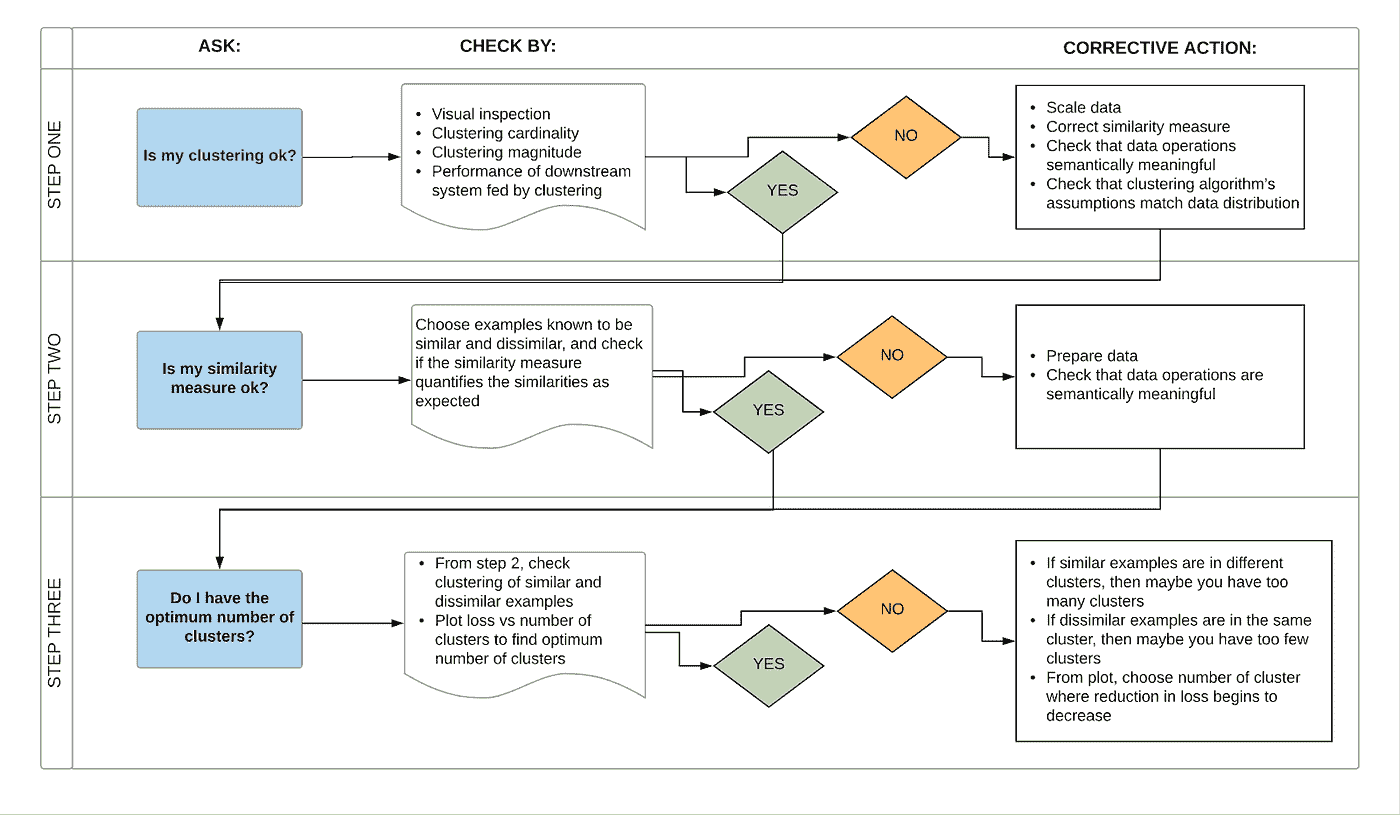 ASK:
CHECK BY:
CORRECTIVE ACTION:
STEP ONE
Is my clustering ok?
• Visual inspection
• Clustering cardinality
• Clustering magnitude
• Performance of downstream
system fed by clustering
NO
YES
• Scale data
• Correct similarity measure
• Check that data operations
semantically meaningful
• Check that clustering algorithm's
assumptions match data distribution
STEP TWO
Is my similarity
measure ok?
Choose examples known to be
similar and dissimilar, and check
if the similarity measure
quantifies the similarities as
expected
NO
YES
• Prepare data
• Check that data operations are
semantically meaningful
STEP THREE
Do I have the
optimum number of
clusters?
• From step 2, check
clustering of similar and
dissimilar examples
• Plot loss vs number of
clusters to find optimum
number of clusters
NO
YES
• If similar examples are in different
clusters, then maybe you have too
many clusters
• If dissimilar examples are in the same
cluster, then maybe you have too few
clusters
• From plot, choose number of cluster
where reduction in loss begins to
decrease